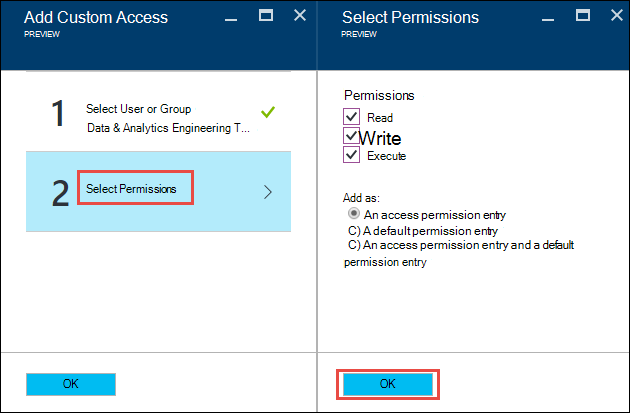 Add Custom Access
PREVIEW
1
Select User or Group
Data & Analytics Engineering T...
2
Select Permissions
OK
Select Permissions
PREVIEW
Permissions
Read
Write
Execute
Add as:
An access permission entry
C) A default permission entry
C) An access permission entry and a default
permission entry
OK